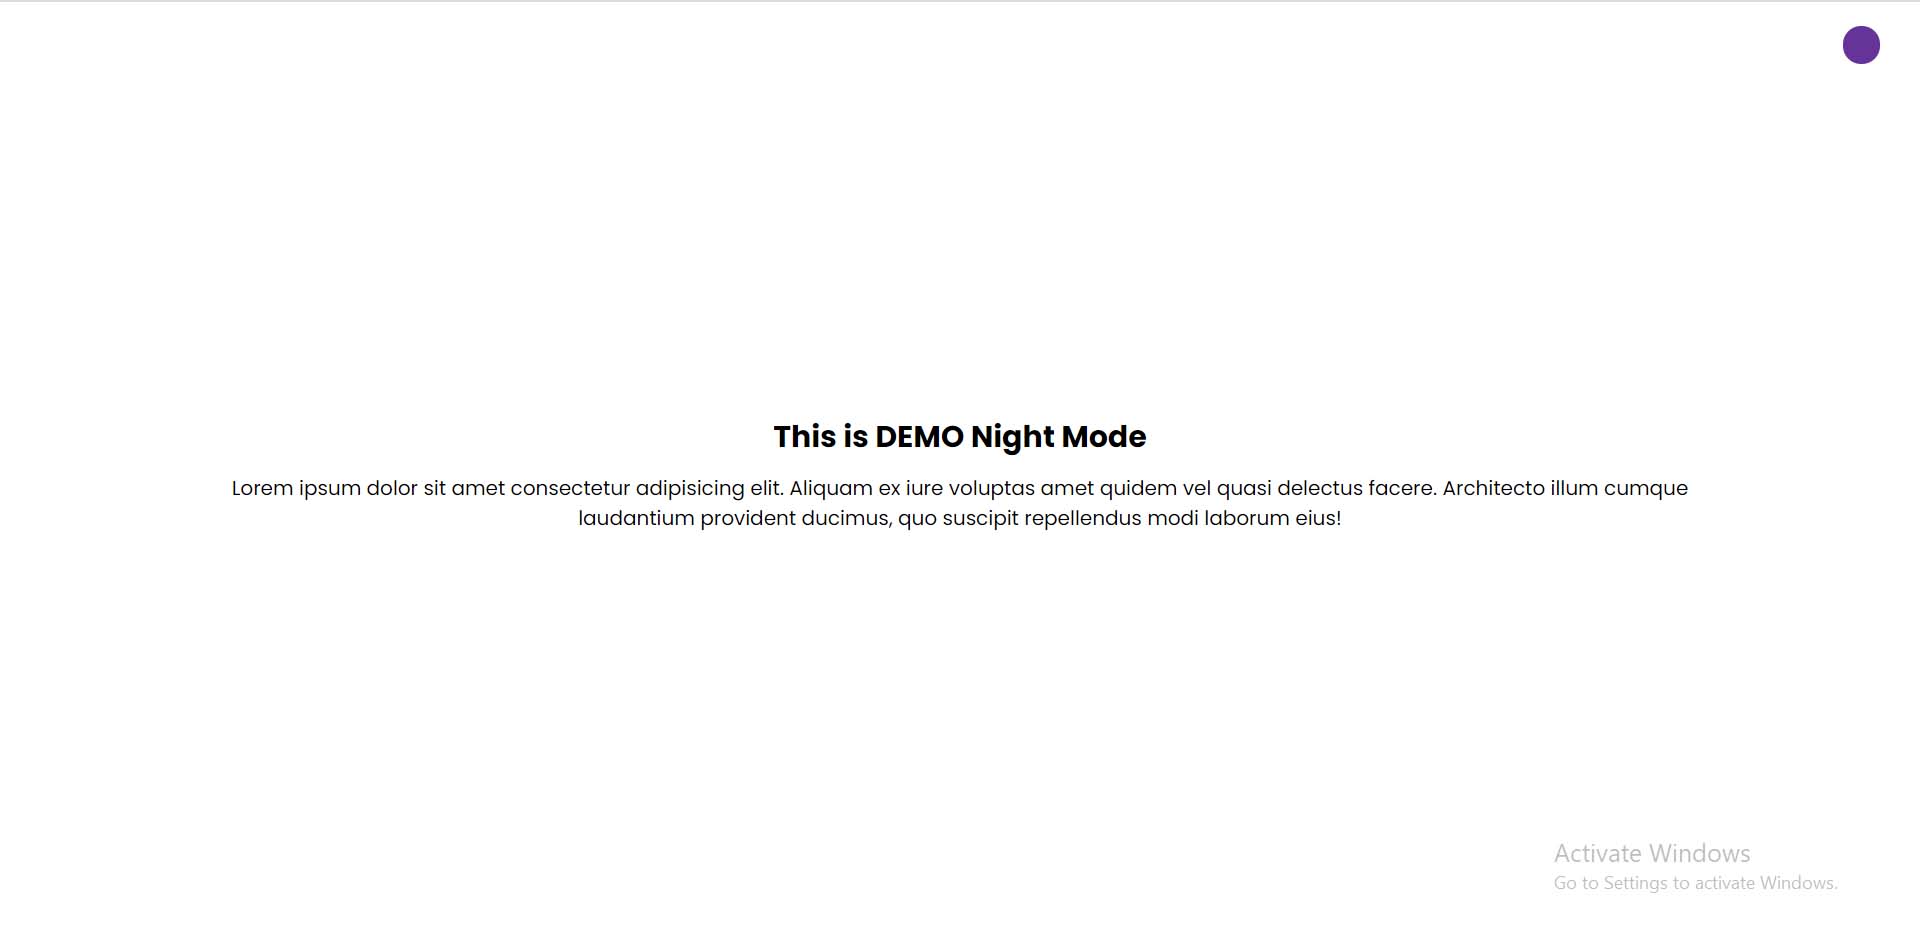 This is DEMO Night Mode
Lorem ipsum dolor sit amet consectetur adipisicing elit. Aliquam ex iure voluptas amet quidem vel quasi delectus facere. Architecto illum cumque
laudantium provident ducimus, quo suscipit repellendus modi laborum eius!
Activate Windows
Go to Settings to activate Windows.